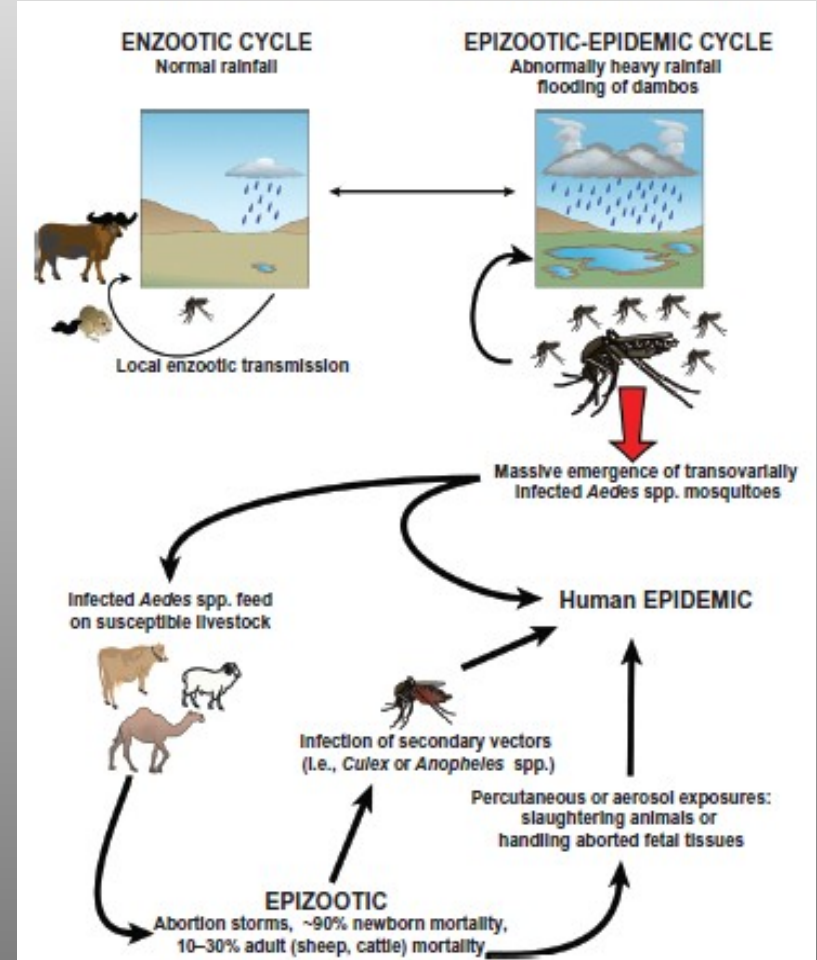 ENZOOTIC CYCLE
Normal rainfall
EPIZOOTIC-EPIDEMIC CYCLE
Abnormally heavy rainfall
flooding of dambos
Local enzootic transmission
Massive emergence of transovarially
infected Aedes spp. mosquitoes
Infected Aedes spp. feed
on susceptible livestock
Human EPIDEMIC
Infection of secondary vectors
(i.e., Culex or Anopheles spp.)
Percutaneous or aerosol exposures:
slaughtering animals or
handling aborted fetal tissues
EPIZOOTIC
Abortion storms, ~90% newborn mortality,
10–30% adult (sheep, cattle) mortality